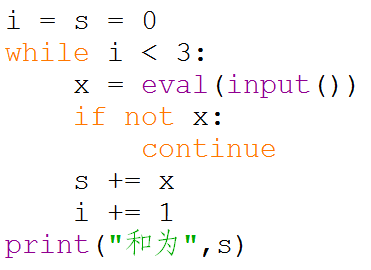 i = s = 0
while i < 3:
    x = eval(input())
    if not x:
        continue
    s += x
    i += 1
print("和为",s)